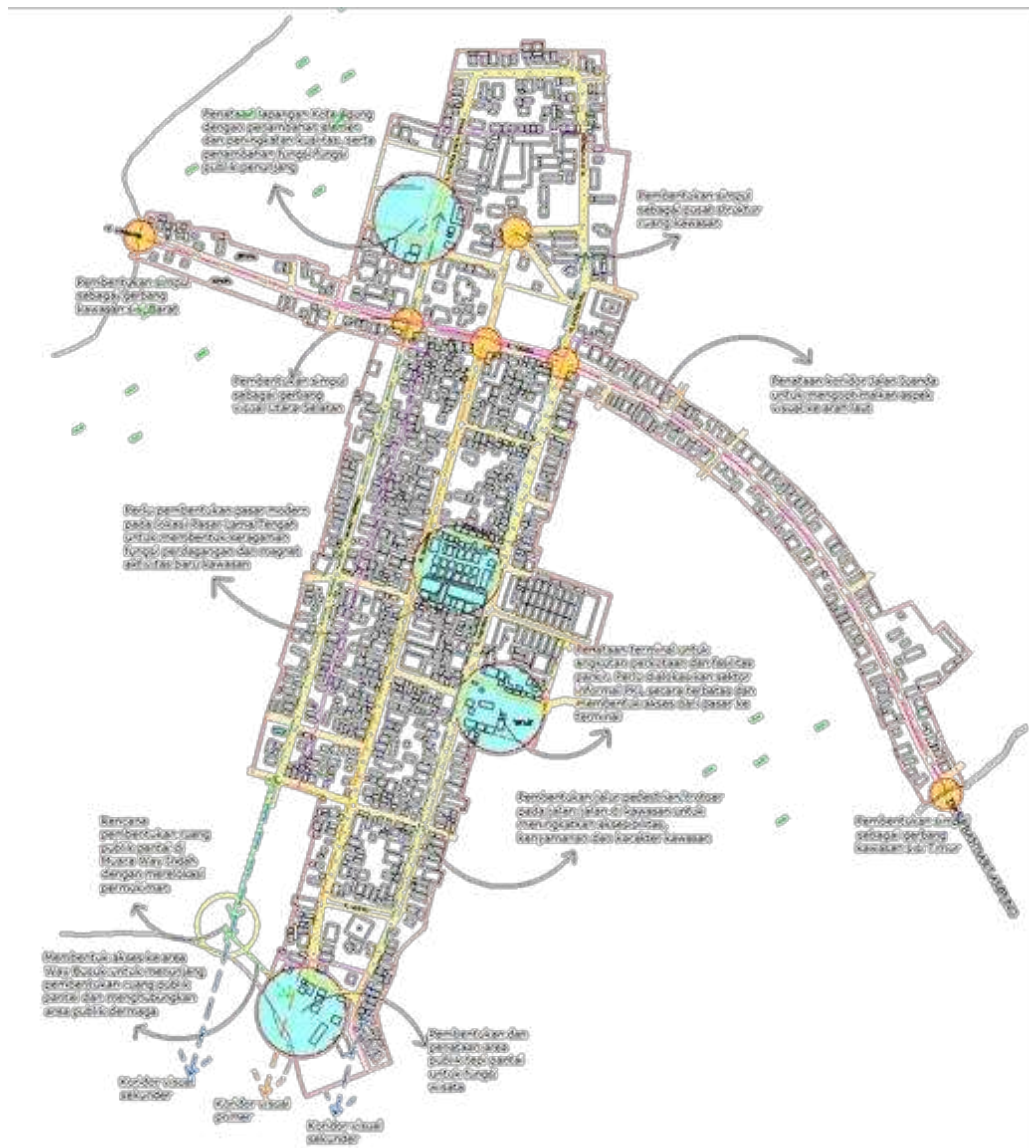 Penataan lapangan Kota Agung
dengan penambahan elemen
dan peningkatan kualitas, serta
penambahan fungsi-fungsi
publik penunjang
Pembentukan simpul
sebagai pusat struktur
ruang kawasan
Pembentukan simpul
sebagai gerbang
kawasan sisi Barat
Pembentukan simpul
sebagai gerbang
visual Utara Selatan
Penataan koridor Jalan Juanda
untuk mengoptimalkan aspek
visual ke arah laut
Perlu pembentukan pasar modern
pada lokasi Pasar Lama/Tengah
untuk membentuk keragaman
fungsi perdagangan dan magnet
aktivitas baru kawasan
Penataan terminal untuk
angkutan perkotaan dan fasilitas
parkir. Perlu dialokasikan sektor
informal PKL secara terbatas dan
membentuk akses dari pasar ke
terminal
Pembentukan jalur pedestrian/trotoar
pada jalan-jalan di kawasan untuk
meningkatkan aksesibilitas,
kenyamanan dan karakter kawasan
Pembentukan simpul
sebagai gerbang
kawasan sisi Timur
Rencana
pembentukan ruang
publik pantai di
Muara Way Indah
dengan merelokasi
permukiman
Membentuk akses ke area
Way Busuk untuk menunjang
pembentukan ruang publik
pantai dan menghubungkan
area publik dermaga
Pembentukan dan
penataan area
publik tepi pantai
untuk fungsi
wisata
Koridor visual
sekunder
Koridor visual
primer
Koridor visual
sekunder